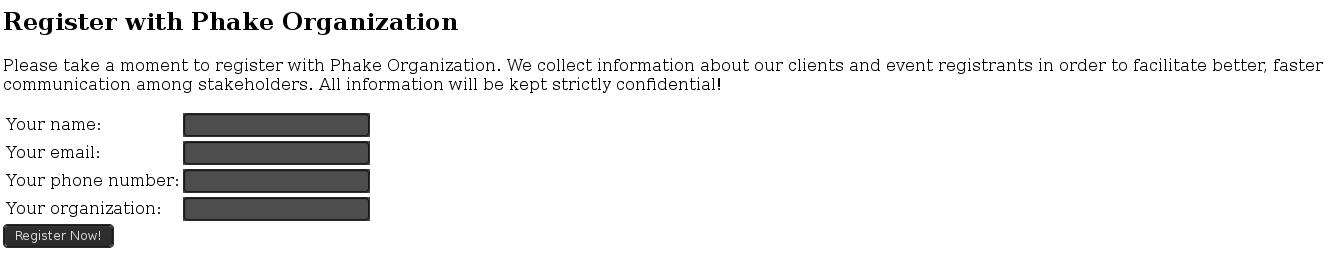 Register with Phake Organization
Please take a moment to register with Phake Organization. We collect information about our clients and event registrants in order to facilitate better, faster
communication among stakeholders. All information will be kept strictly confidential!
Your name:
Your email:
Your phone number:
Your organization:
Register Now!